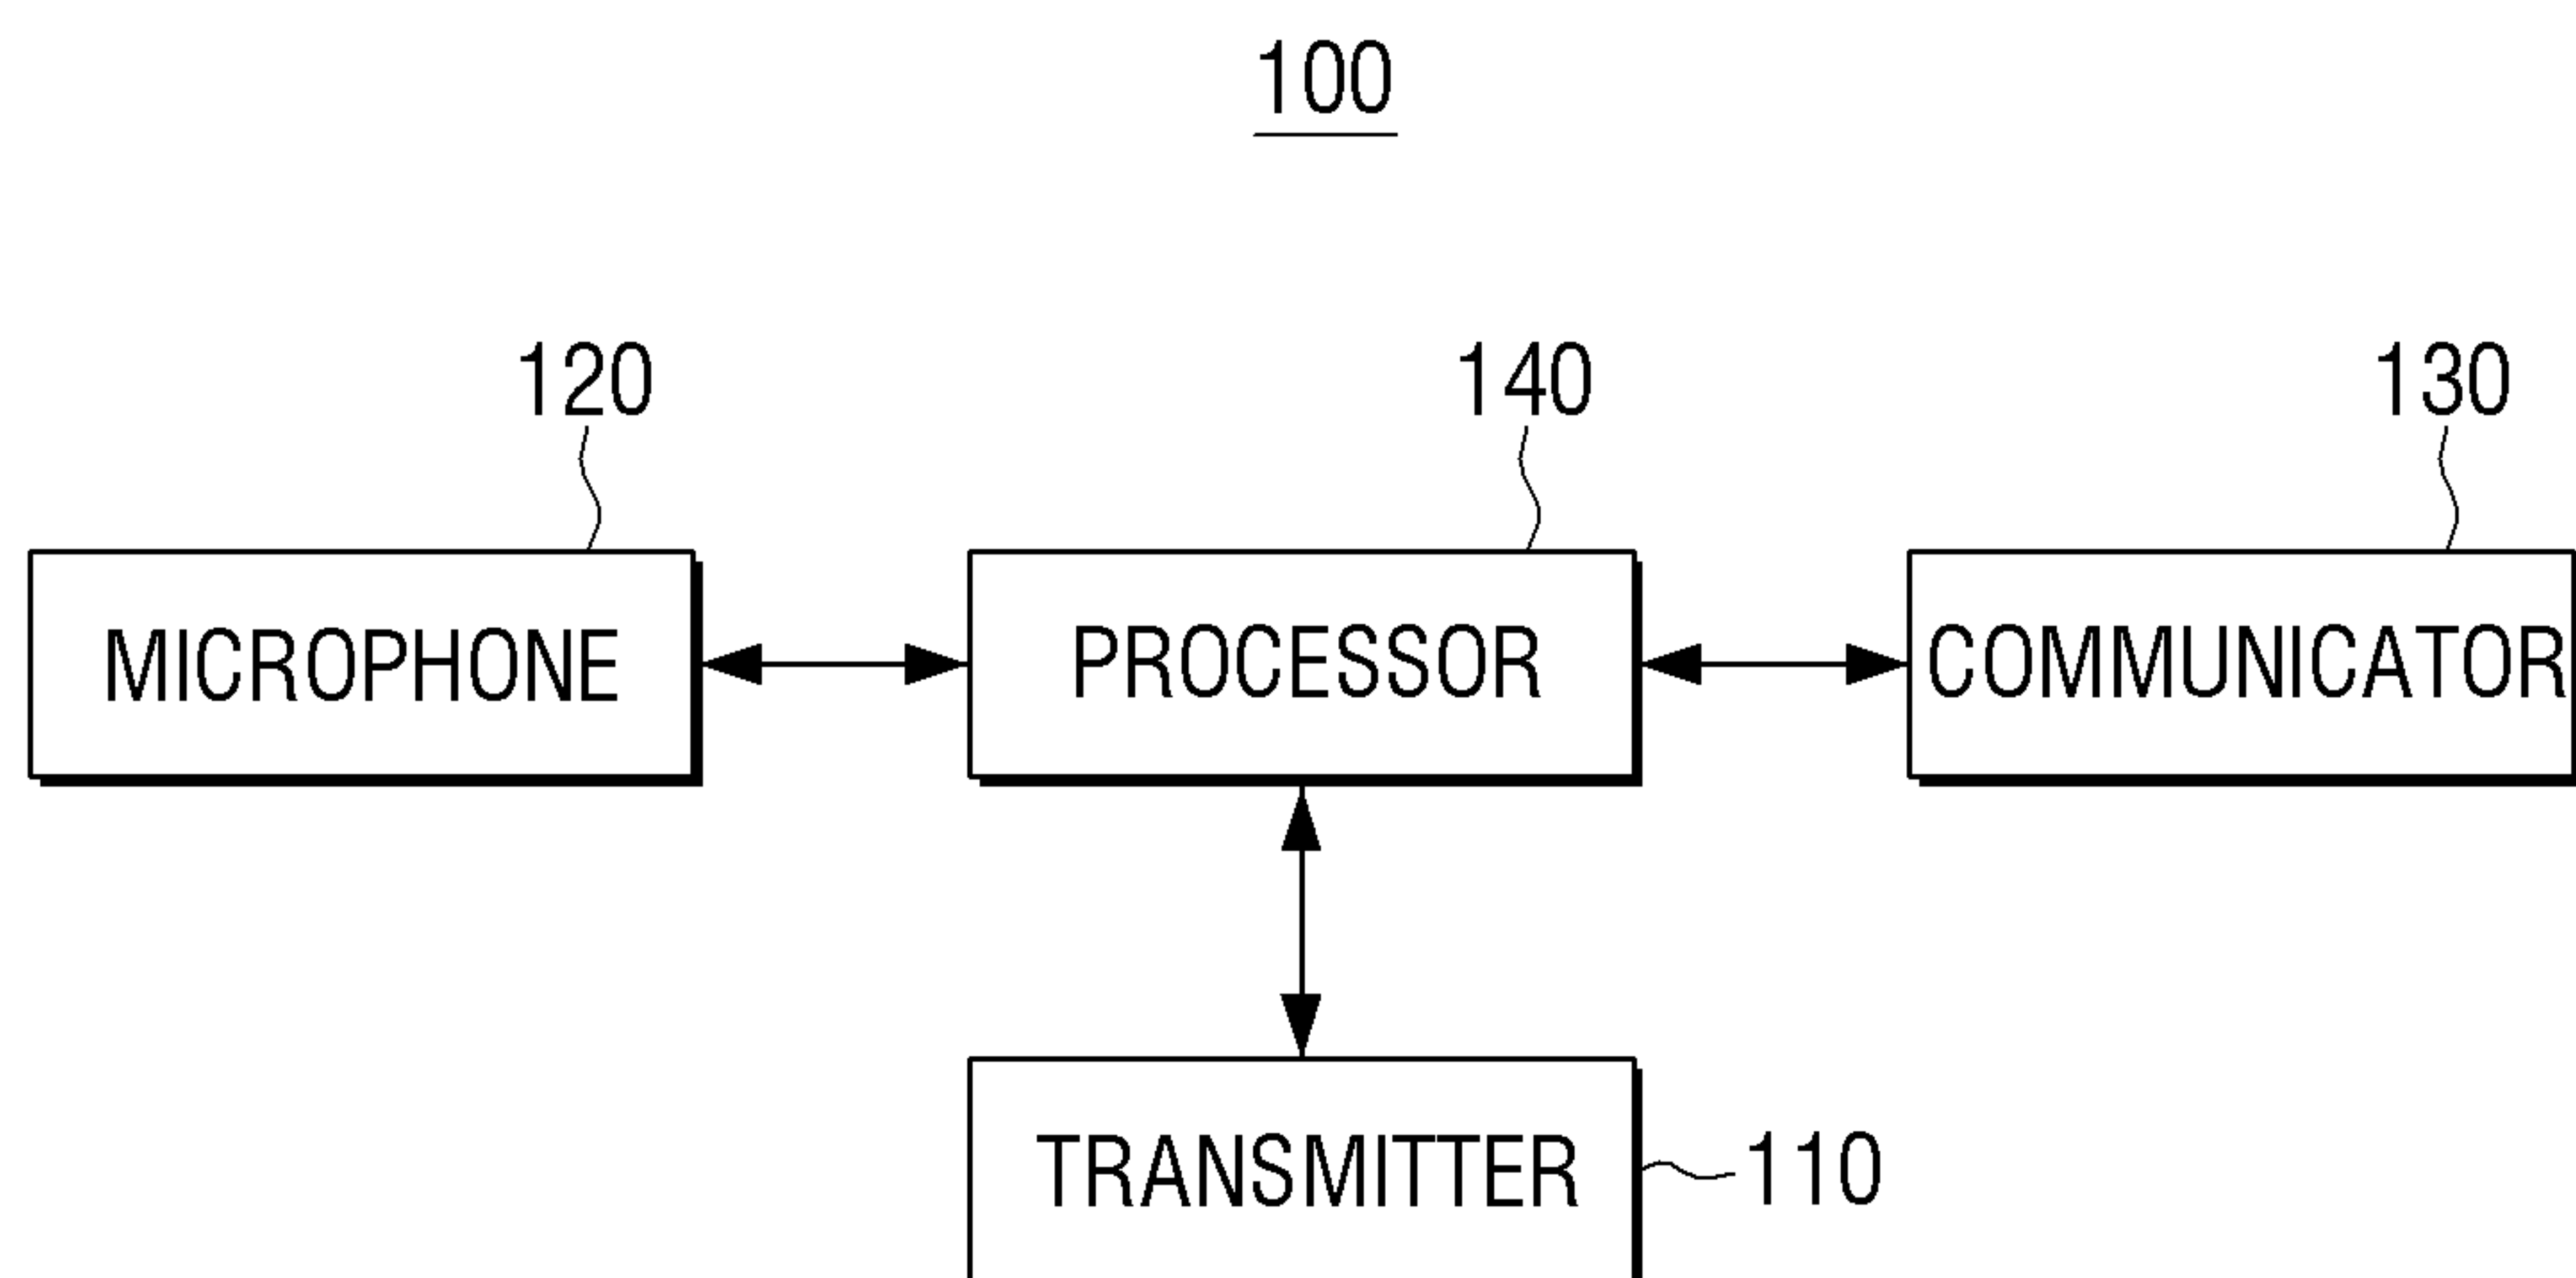 100
120
140
130
MICROPHONE
PROCESSOR
COMMUNICATOR
TRANSMITTER
110